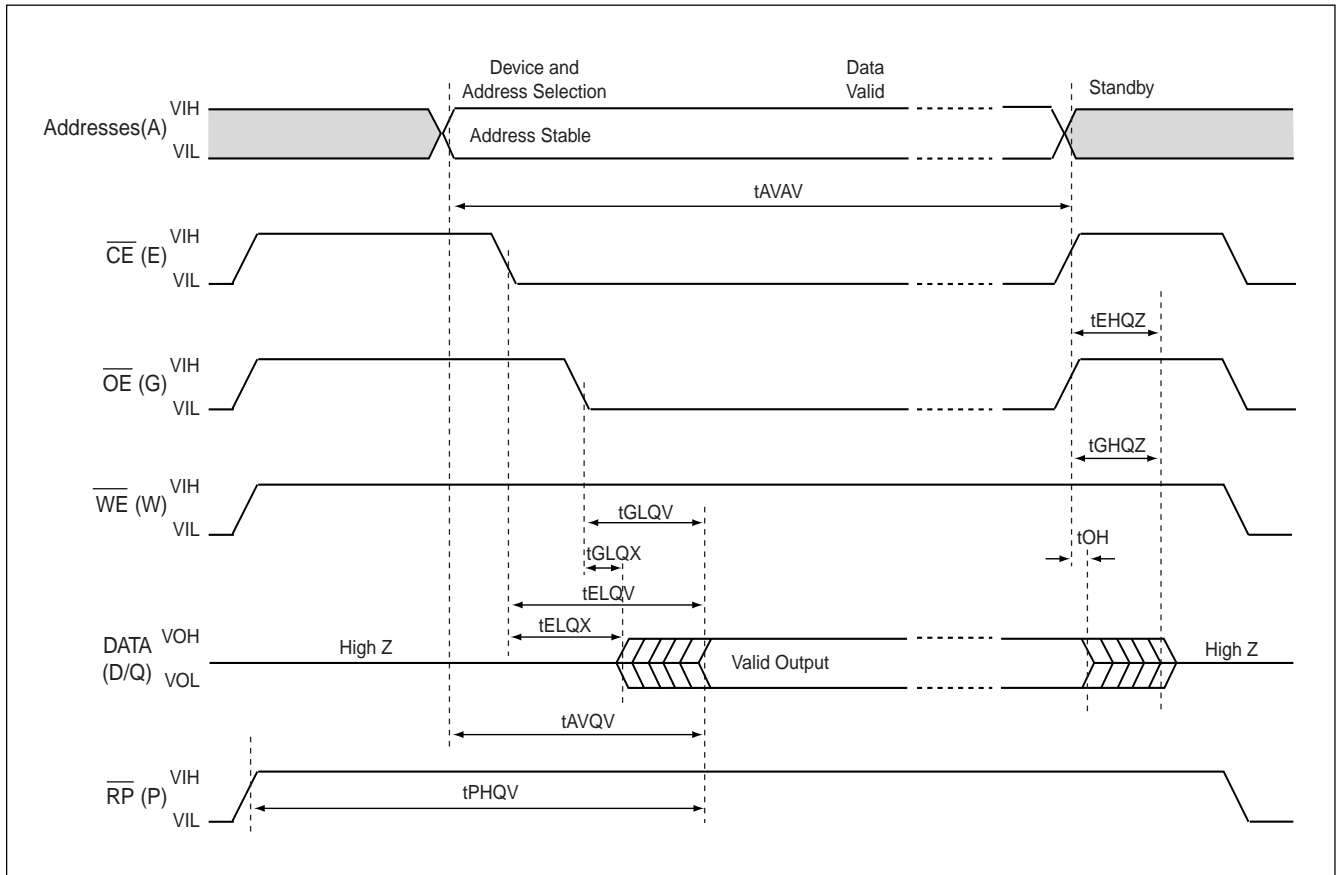 Device and
Address Selection
Data
Valid
Standby
Addresses(A)
VIH
VIL
Address Stable
tAVAV
CE (E)
VIH
VIL
tEHQZ
OE (G)
VIH
VIL
tGHQZ
WE (W)
VIH
VIL
tGLQV
tOH
tGLQX
tELQV
tELQX
DATA
(D/Q)
VOH
VOL
High Z
Valid Output
High Z
tAVQV
RP (P)
VIH
VIL
tPHQV